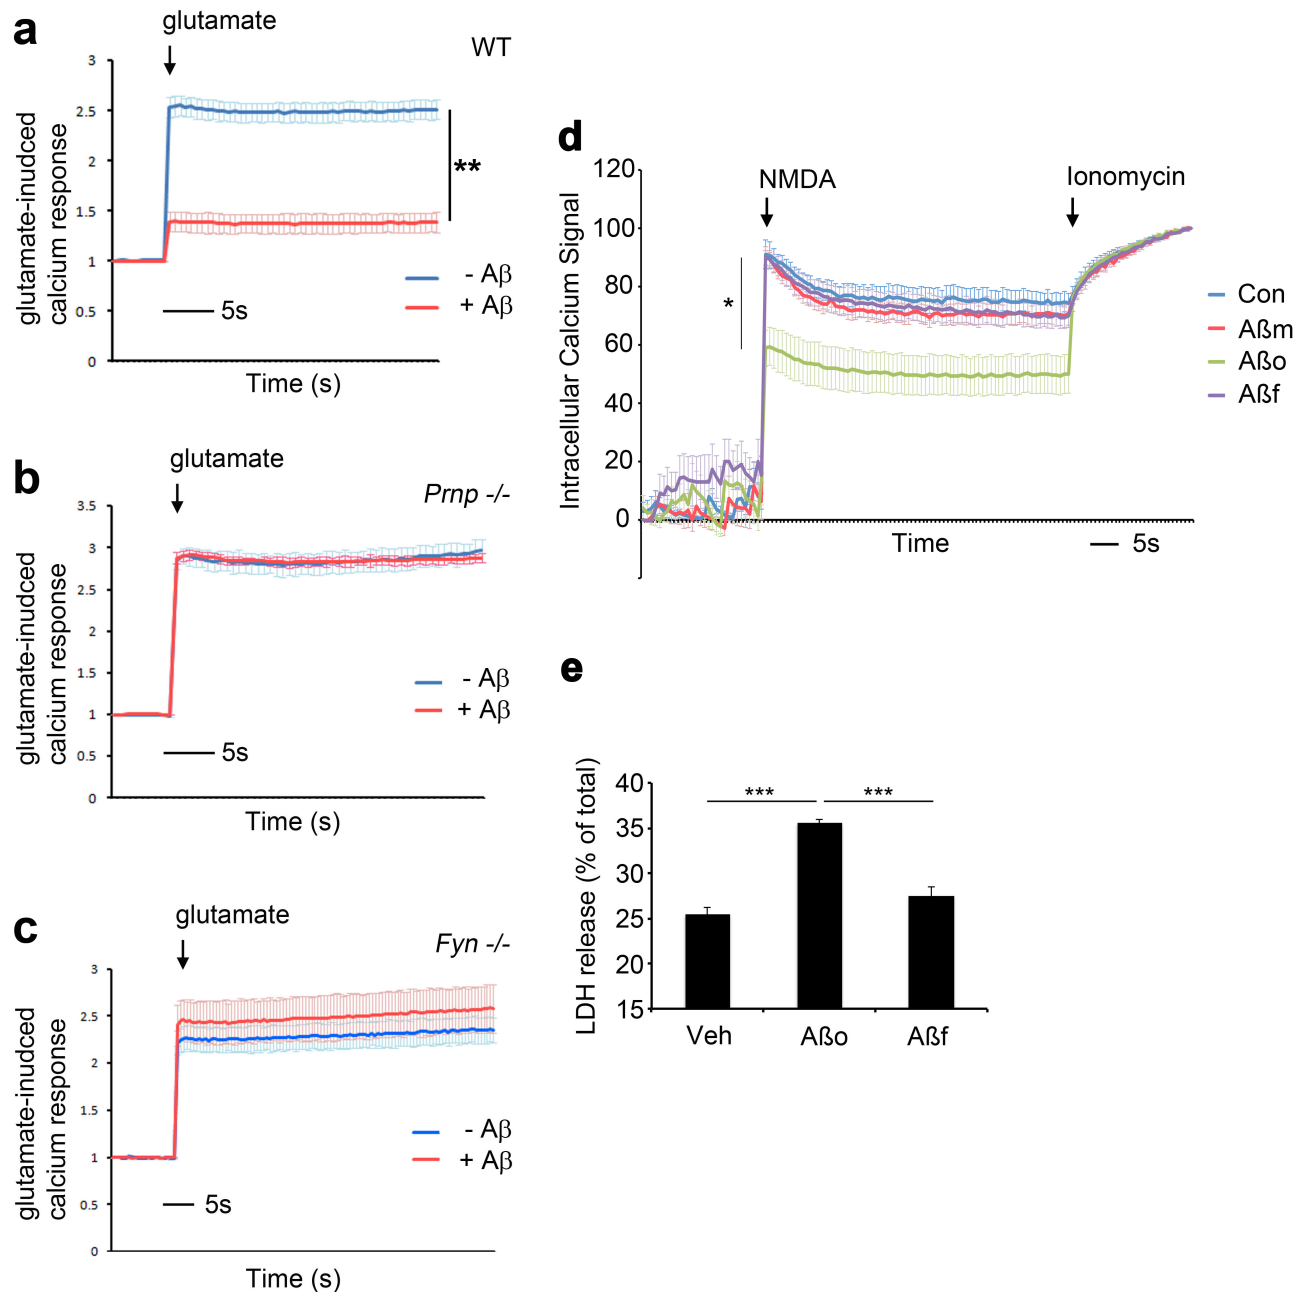 a
glutamate
WT
glutamate-inudced
calcium response
3
2.5
2
1.5
1
0.5
0
**
- Aβ
+ Aβ
5s
Time (s)
b
glutamate
Prnp -/-
glutamate-inudced
calcium response
3.5
3
2.5
2
1.5
1
0.5
0
- Aβ
+ Aβ
5s
Time (s)
c
glutamate
Fyn -/-
glutamate-inudced
calcium response
3
2.5
2
1.5
1
0.5
0
- Aβ
+ Aβ
5s
Time (s)
d
Intracellular Calcium Signal
120
100
80
60
40
20
0
NMDA
Ionomycin
*
Con
Aßm
Aßo
Aßf
Time
5s
e
LDH release (% of total)
40
35
30
25
20
15
*** ***
Veh Aßo Aßf